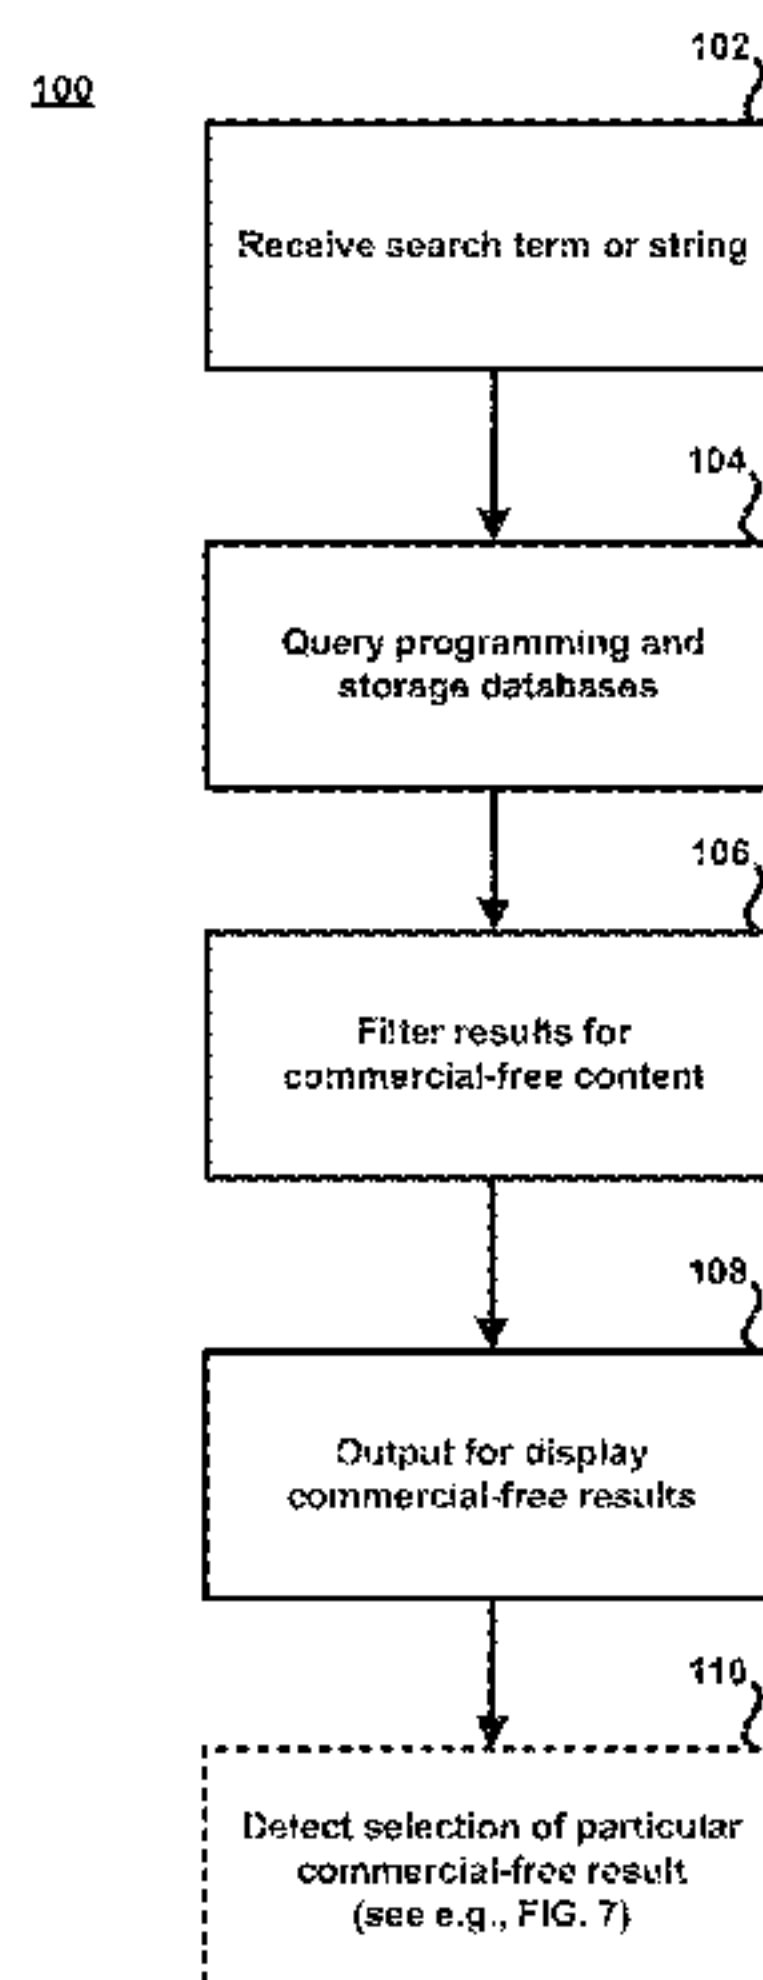 100
102
Receive search term or string
104
Query programming and
storage databases
106
Filter results for
commercial-free content
108
Output for display
commercial-free results
110
Detect selection of particular
commercial-free result
(see e.g., FIG. 7)